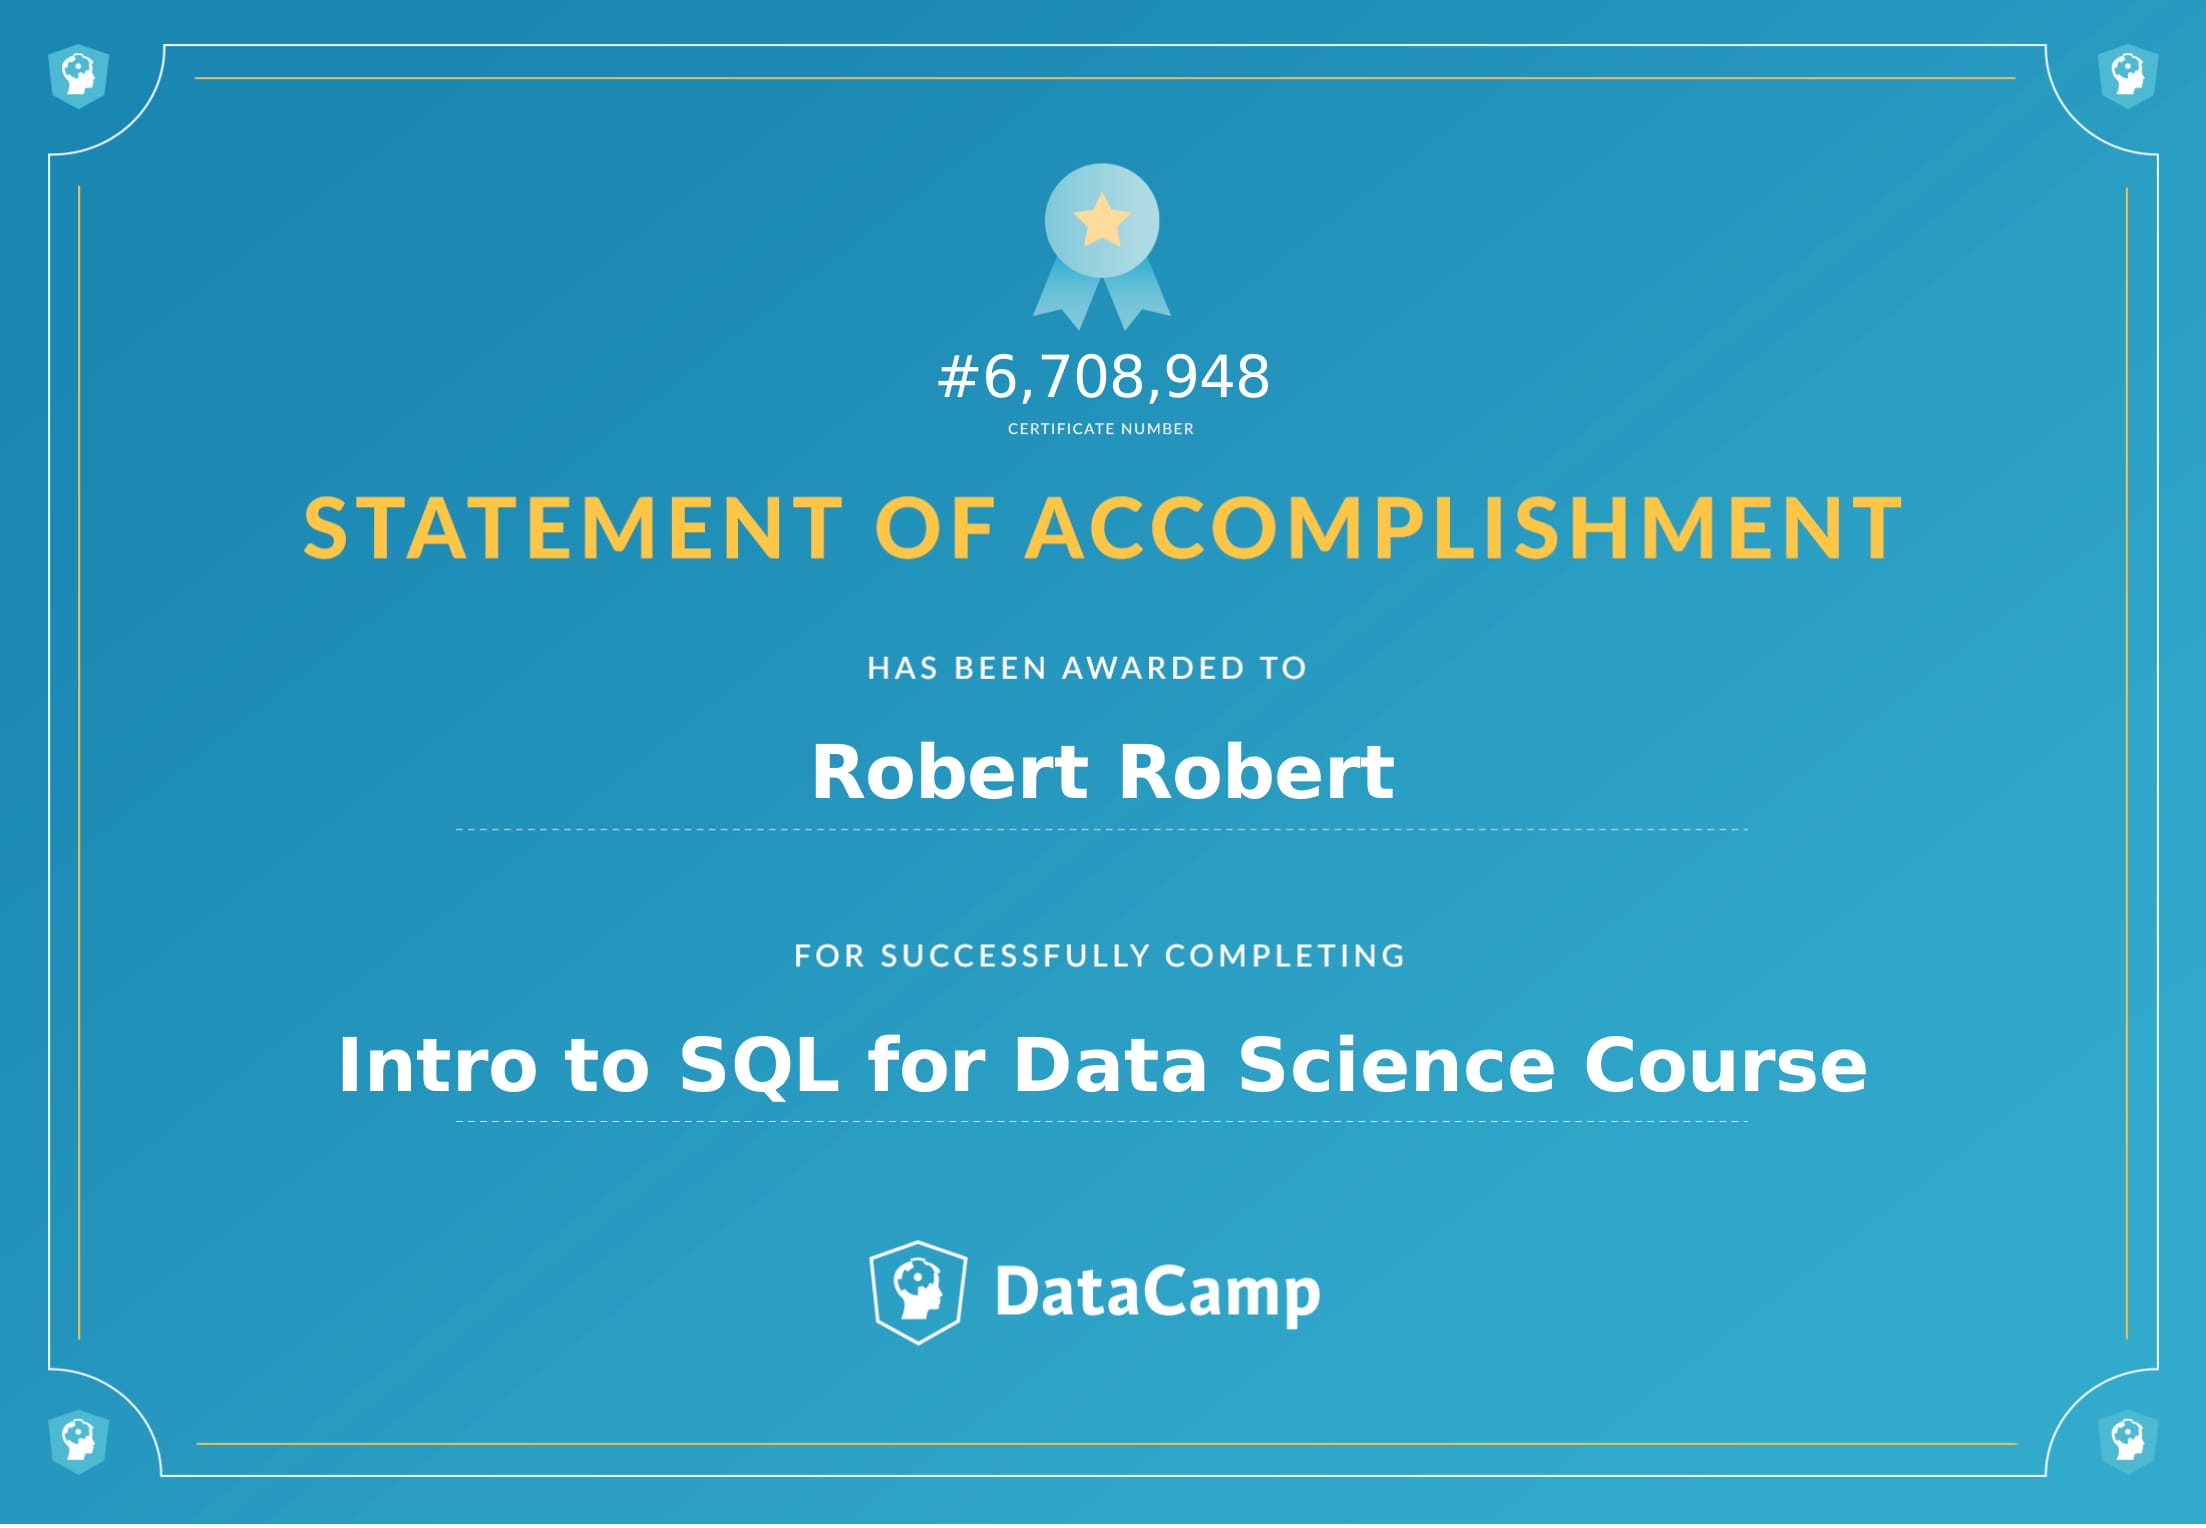 #6,708,948
CERTIFICATE NUMBER
STATEMENT OF ACCOMPLISHMENT
HAS BEEN AWARDED TO
Robert Robert
FOR SUCCESSFULLY COMPLETING
Intro to SQL for Data Science Course
DataCamp